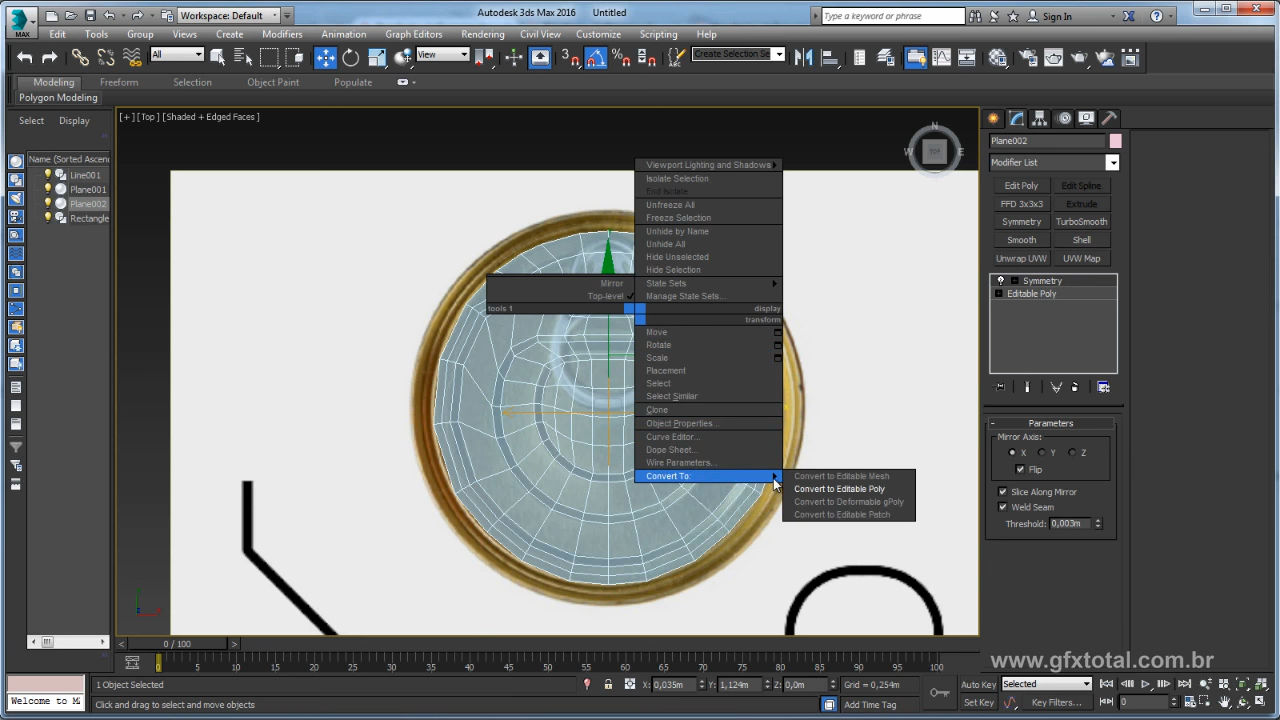 MAX
Workspace: Default
Autodesk 3ds Max 2016 Untitled
Type a keyword or phrase
Sign In
Edit Tools Group Views Create Modifiers Animation Graph Editors Rendering Civil View Customize Scripting Help
All
View
Create Selection Se
Modeling Freeform Selection Object Paint Populate
Polygon Modeling
Select Display
[+] [Top] [Shaded + Edged Faces]
Name (Sorted Ascen
Line001
Plane001
Plane002
Rectangle
N
W
TOP
E
Viewport Lighting and Shadows
Isolate Selection
End Isolate
Unfreeze All
Freeze Selection
Unhide by Name
Unhide All
Hide Unselected
Hide Selection
State Sets
Manage State Sets...
Mirror
Top-level
tools 1
display
transform
Move
Rotate
Scale
Placement
Select
Select Similar
Clone
Object Properties...
Curve Editor...
Dope Sheet...
Wire Parameters...
Convert To:
Convert to Editable Mesh
Convert to Editable Poly
Convert to Deformable gPoly
Convert to Editable Patch
Plane002
Modifier List
Edit Poly Edit Spline
FFD 3x3x3 Extrude
Symmetry TurboSmooth
Smooth Shell
Unwrap UVW UVW Map
Symmetry
Editable Poly
Parameters
Mirror Axis:
X Y Z
Flip
Slice Along Mirror
Weld Seam
Threshold: 0,003m
0 / 100
0 5 10 15 20 25 30 35 40 45 50 55 60 65 70 75 80 85 90 95 100
www.gfxtotal.com.br
1 Object Selected
X: 0,035m Y: 1,124m Z: 0,0m Grid = 0,254m
Auto Key Selected
Welcome to M
Click and drag to select and move objects
Add Time Tag
Set Key Key Filters...
0